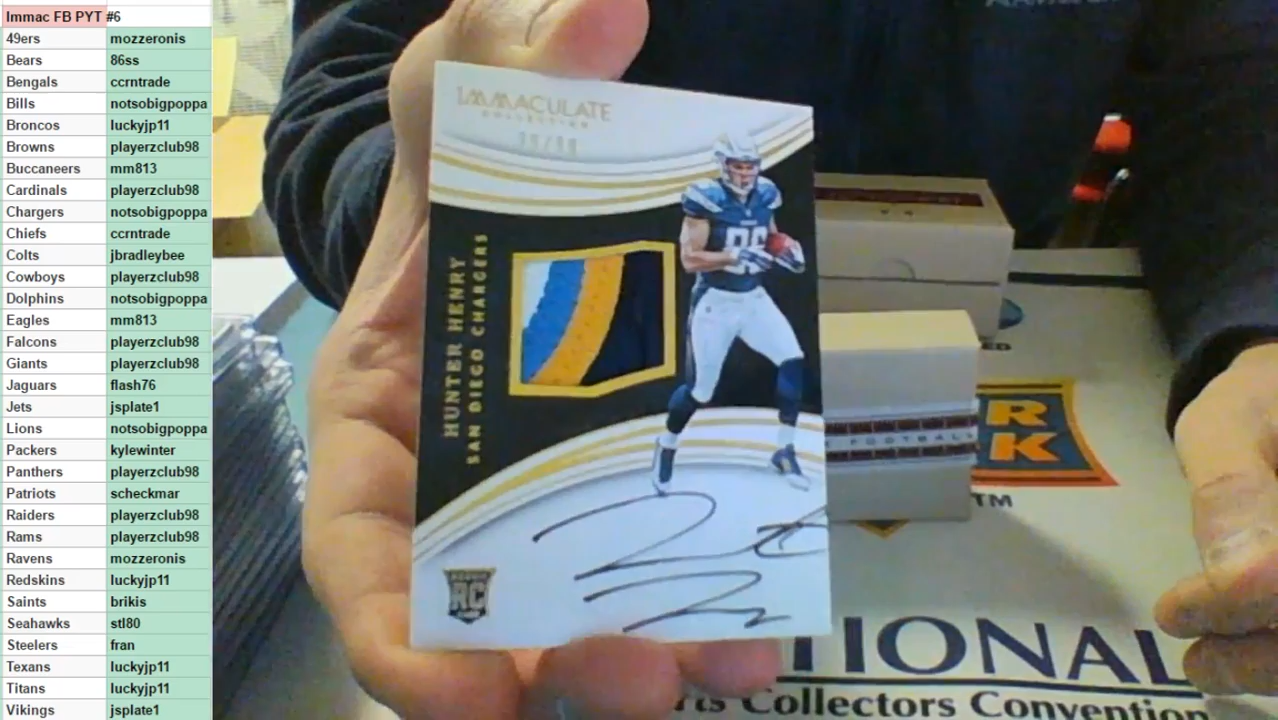 Immac FB PYT #6
49ers mozzeronis
Bears 86ss
Bengals ccrntrade
Bills notsobigpoppa
Broncos luckyjp11
Browns playerzclub98
Buccaneers mm813
Cardinals playerzclub98
Chargers notsobigpoppa
Chiefs ccrntrade
Colts jbradleybee
Cowboys playerzclub98
Dolphins notsobigpoppa
Eagles mm813
Falcons playerzclub98
Giants playerzclub98
Jaguars flash76
Jets jsplate1
Lions notsobigpoppa
Packers kylewinter
Panthers playerzclub98
Patriots scheckmar
Raiders playerzclub98
Rams playerzclub98
Ravens mozzeronis
Redskins luckyjp11
Saints brikis
Seahawks stl80
Steelers fran
Texans luckyjp11
Titans luckyjp11
Vikings jsplate1
IMMACULATE
COLLECTION
HUNTER HENRY
SAN DIEGO CHARGERS
86
RC
FOOTBALL
R
K
TM
TIONAL
rts Collectors Convention